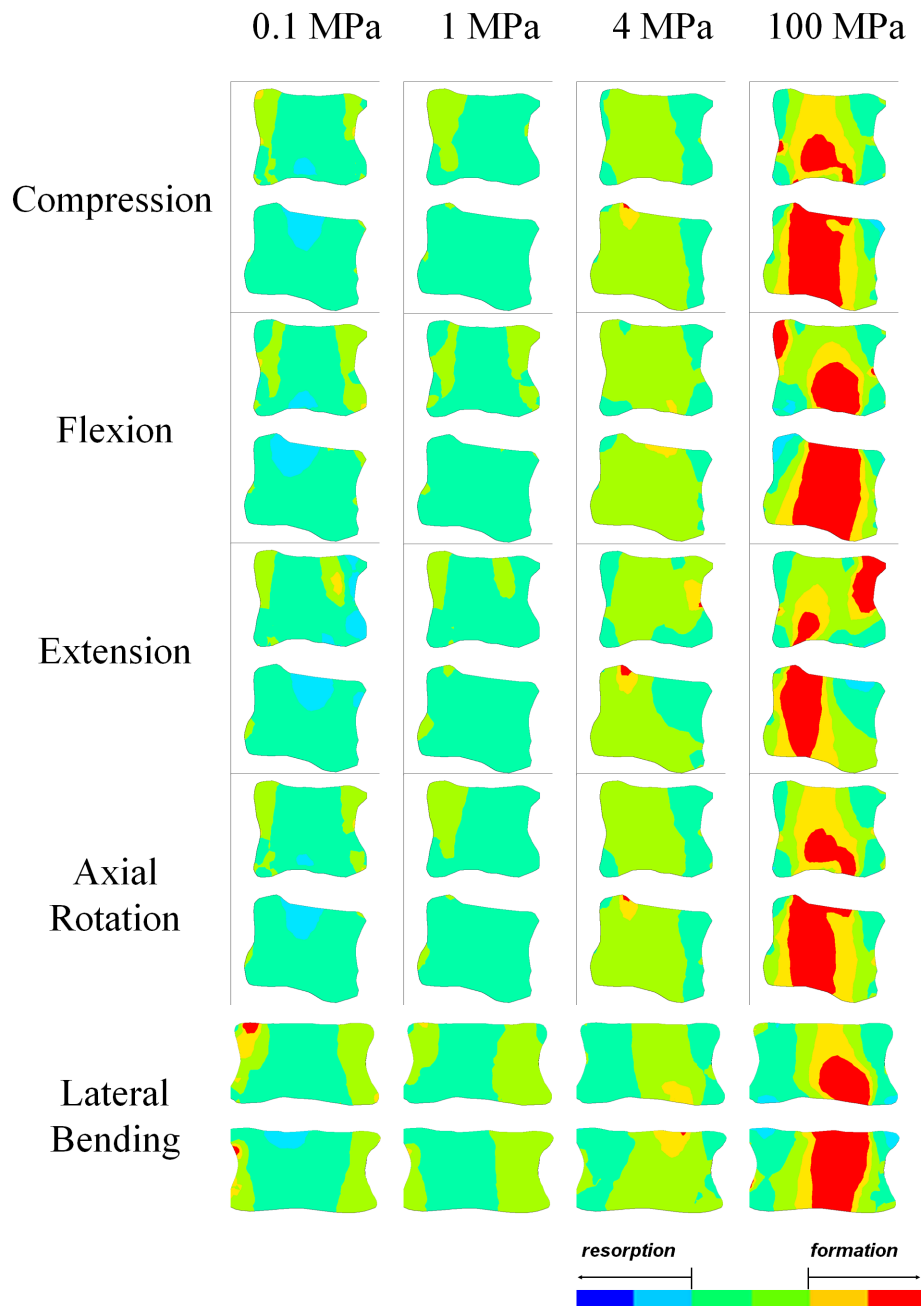 0.1 MPa 1 MPa 4 MPa 100 MPa
Compression
Flexion
Extension
Axial
Rotation
Lateral
Bending
resorption formation